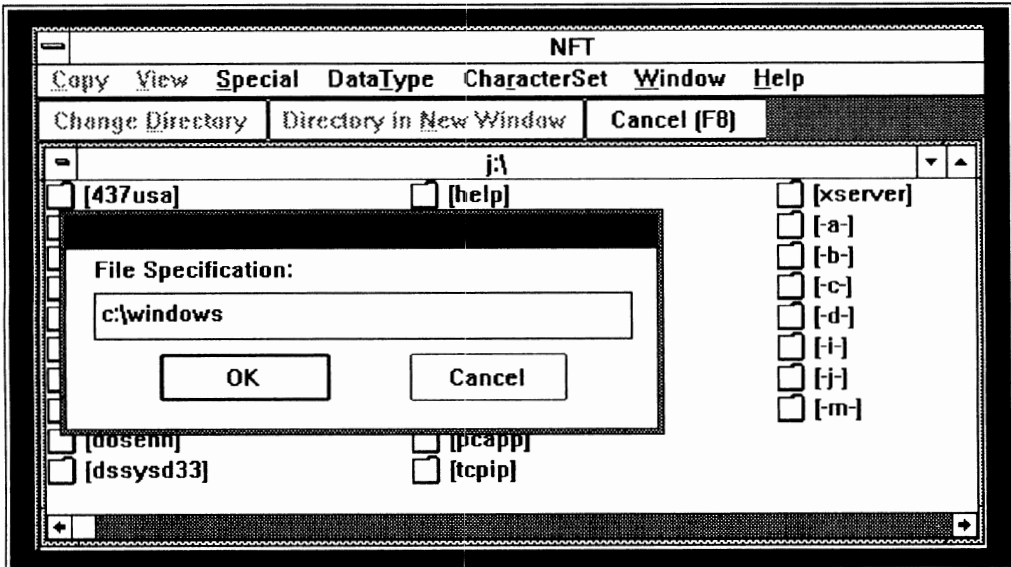 NFT
Copy View Special DataType CharacterSet Window Help
Change Directory Directory in New Window Cancel (F8)
j:\
[437usa] [help] [xserver]
[-a-]
[-b-]
[-c-]
[-d-]
[-i-]
[-j-]
[-m-]
File Specification:
c:\windows
OK Cancel
[pcapp]
[dssysd33] [tcpip]